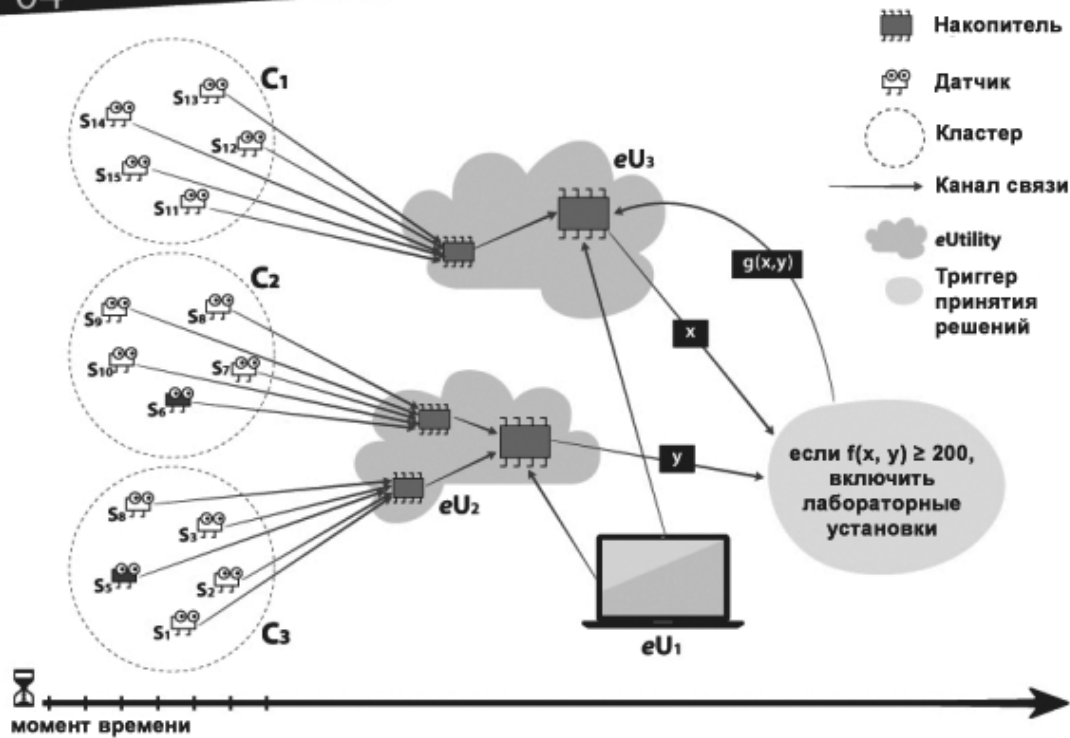 64
C1
S13
S14
S12
S15
S11
C2
S9
S8
S10
S7
S6
S8
S3
S5
S2
S1
C3
eU3
eU2
eU1
g(x,y)
x
y
если f(x, y) ≥ 200,
включить
лабораторные
установки
Накопитель
Датчик
Кластер
Канал связи
eUtility
Триггер
принятия
решений
момент времени